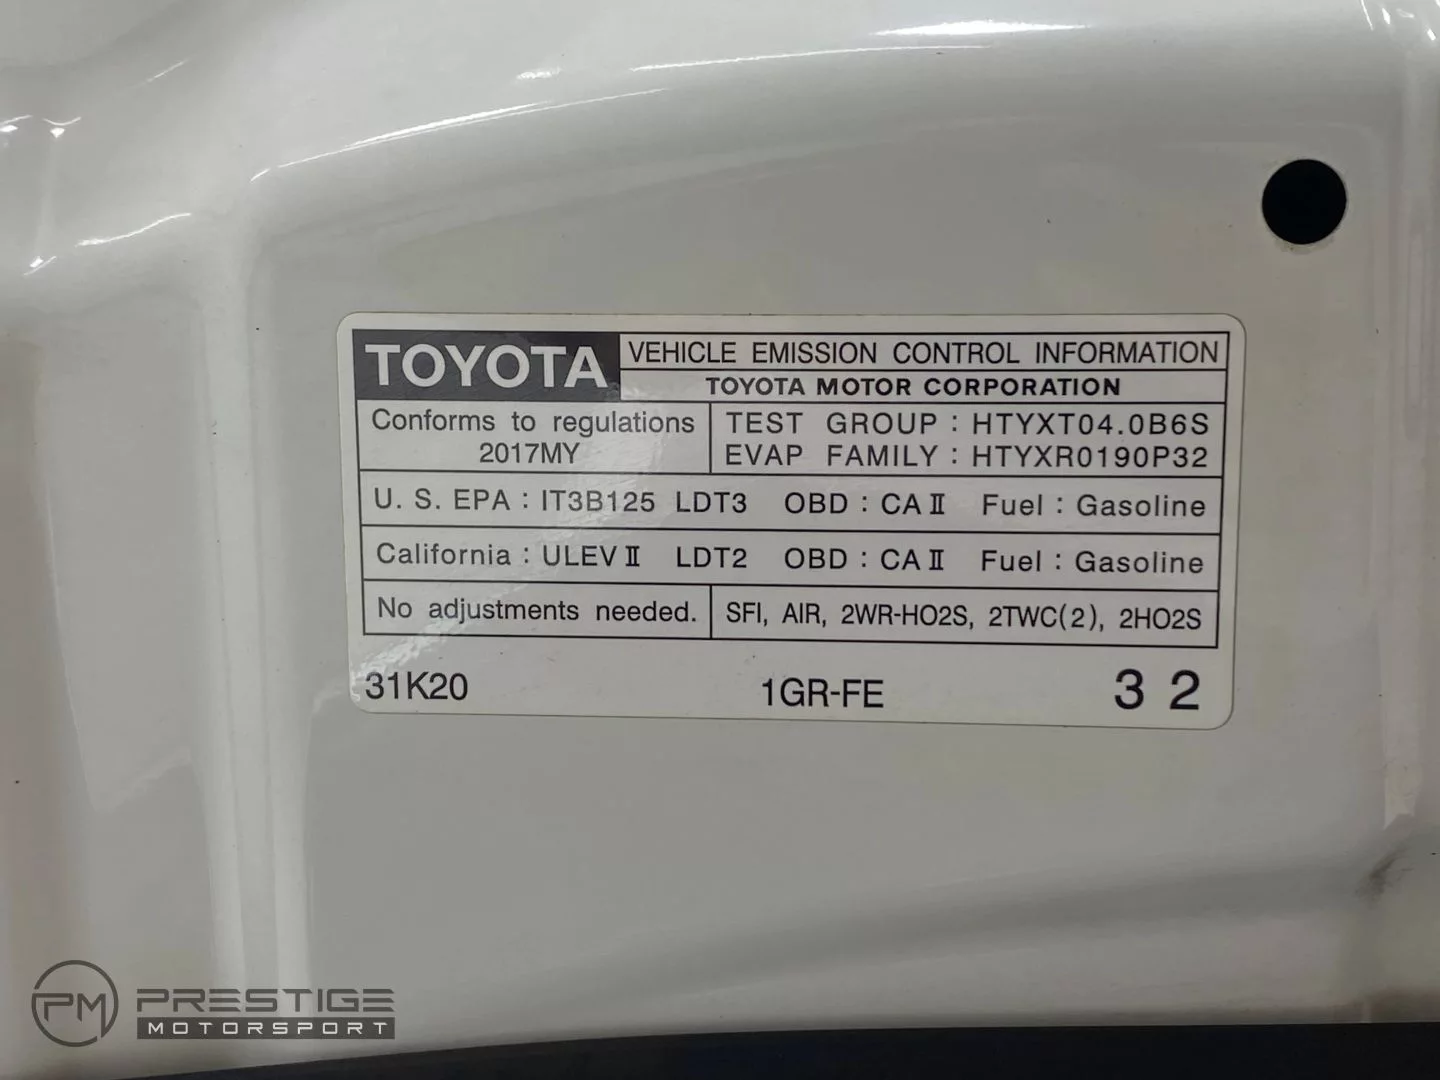 TOYOTA
VEHICLE EMISSION CONTROL INFORMATION
TOYOTA MOTOR CORPORATION
Conforms to regulations
2017MY
TEST GROUP : HTYXT04.0B6S
EVAP FAMILY : HTYXR0190P32
U. S. EPA : IT3B125 LDT3 OBD : CA II Fuel : Gasoline
California : ULEV II LDT2 OBD : CA II Fuel : Gasoline
No adjustments needed.
SFI, AIR, 2WR-HO2S, 2TWC(2), 2HO2S
31K20
1GR-FE
3 2
PM
PRESTIGE
MOTORSPORT